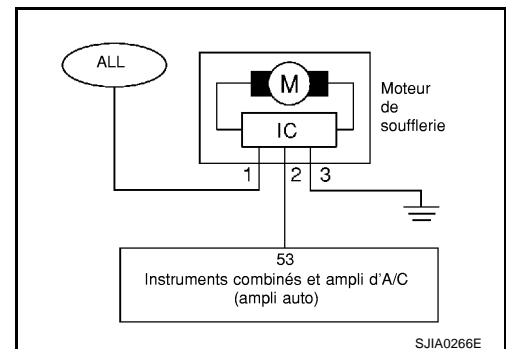 ALL
M
IC
Moteur
de
soufflerie
1 2 3
53
Instruments combinés et ampli d'A/C
(ampli auto)
SJIA0266E